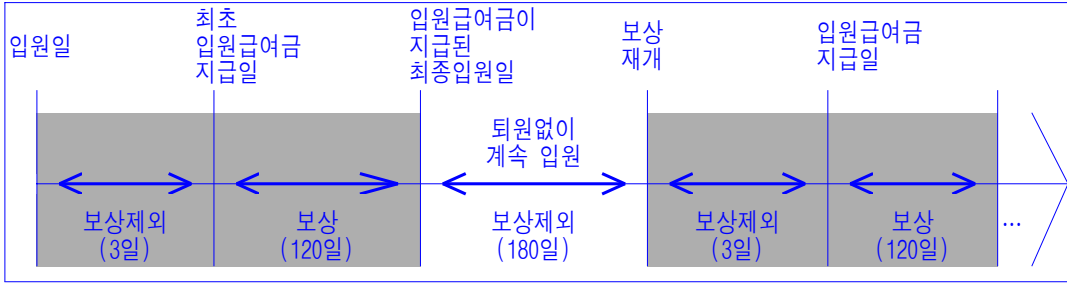 입원일
최초
입원급여금
지급일
입원급여금이
지급된
최종입원일
보상
재개
입원급여금
지급일
퇴원없이
계속 입원
보상제외
(3일)
보상
(120일)
보상제외
(180일)
보상제외
(3일)
보상
(120일)
...